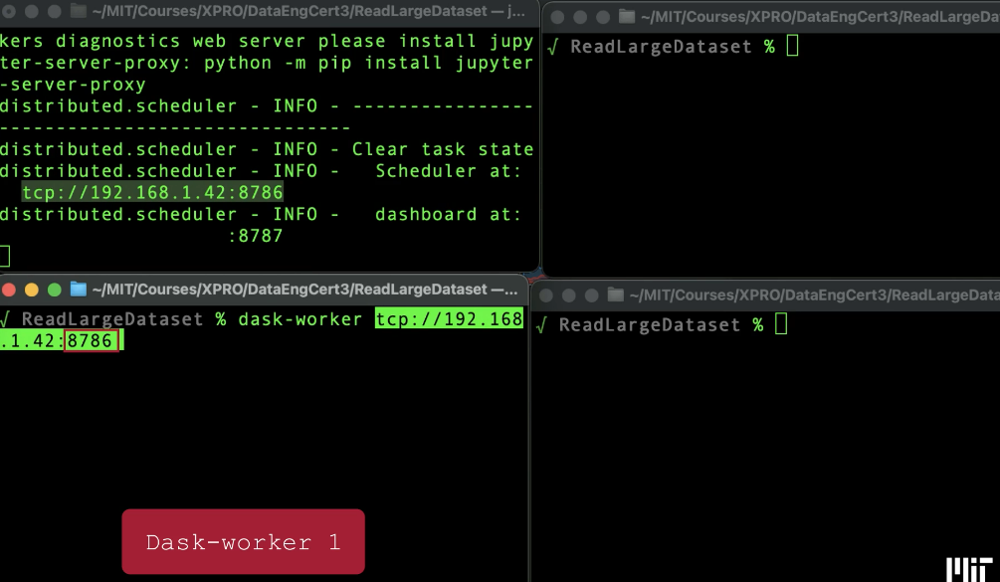 ~/MIT/Courses/XPRO/DataEngCert3/ReadLargeDataset — j...
kers diagnostics web server please install jupy
ter-server-proxy: python -m pip install jupyter
-server-proxy
distributed.scheduler - INFO - -----------------
--------------------------------
distributed.scheduler - INFO - Clear task state
distributed.scheduler - INFO -   Scheduler at:
tcp://192.168.1.42:8786
distributed.scheduler - INFO -   dashboard at:
:8787
~/MIT/Courses/XPRO/DataEngCert3/ReadLargeData
√ ReadLargeDataset %
~/MIT/Courses/XPRO/DataEngCert3/ReadLargeDataset —...
√ ReadLargeDataset % dask-worker tcp://192.168
.1.42:8786
Dask-worker 1
~/MIT/Courses/XPRO/DataEngCert3/ReadLargeData
√ ReadLargeDataset %
MIT